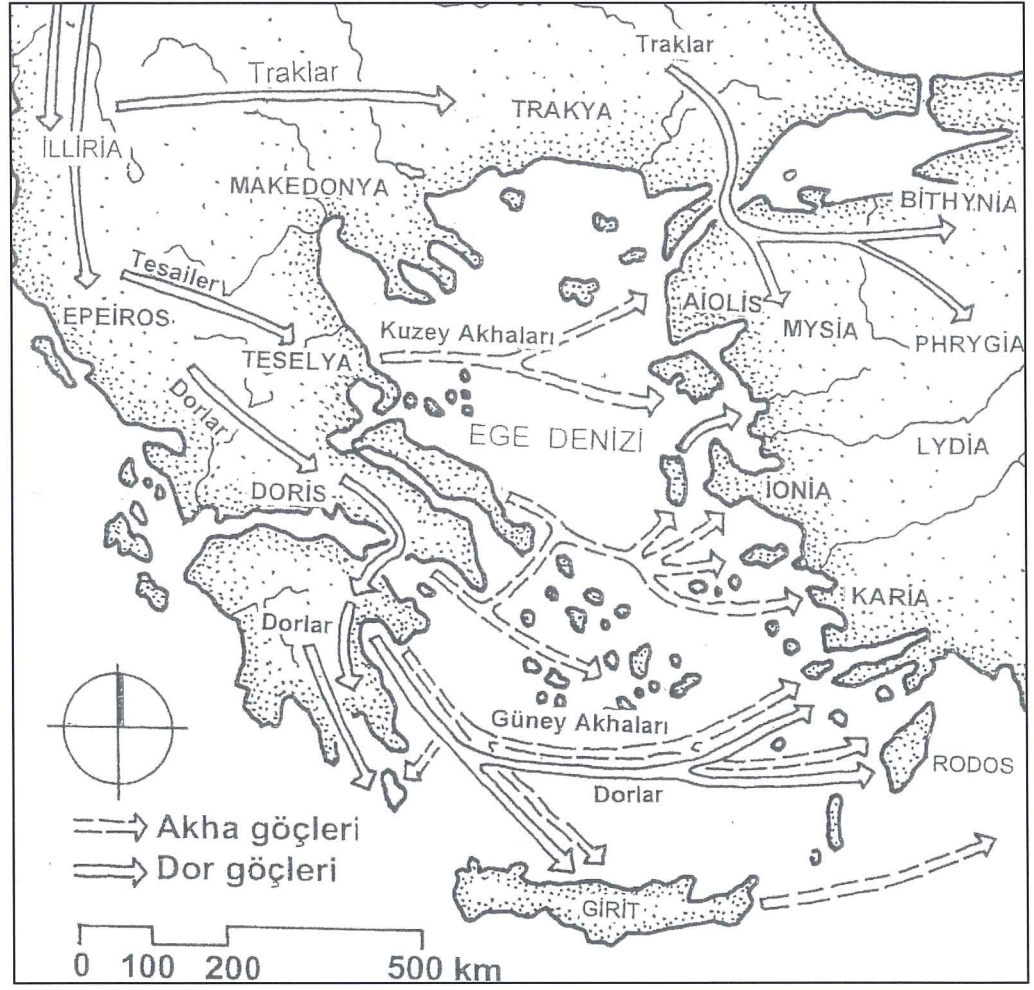 Traklar
Traklar
TRAKYA
İLLİRİA
MAKEDONYA
BİTHYNİA
Tesailer
EPEİROS
AİOLİS
MYSİA
Kuzey Akhaları
TESELYA
PHRYGİA
Dorlar
EGE DENİZİ
LYDİA
DORİS
İONİA
KARİA
Dorlar
Güney Akhaları
RODOS
Dorlar
Akha göçleri
Dor göçleri
GİRİT
0 100 200 500 km